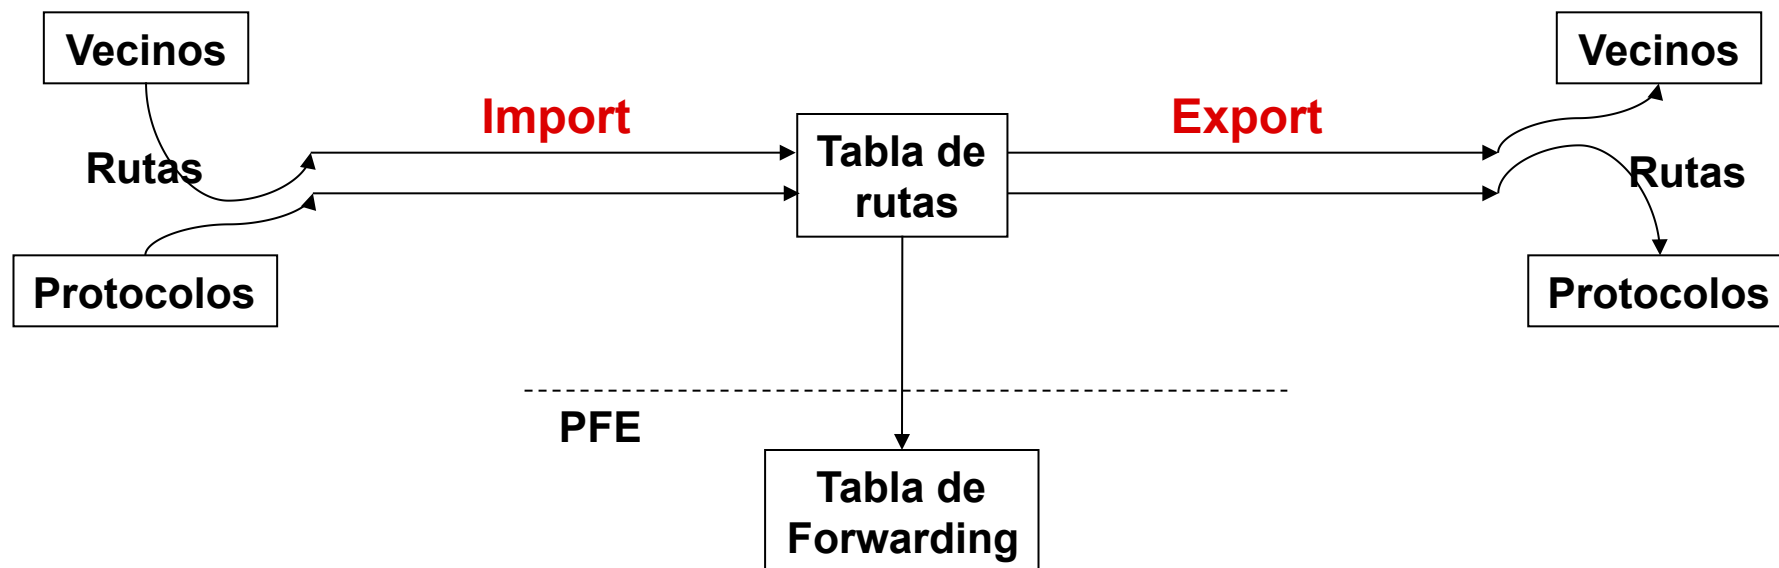 Vecinos
Vecinos
Import
Export
Rutas
Tabla de
rutas
Rutas
Protocolos
Protocolos
PFE
Tabla de
Forwarding